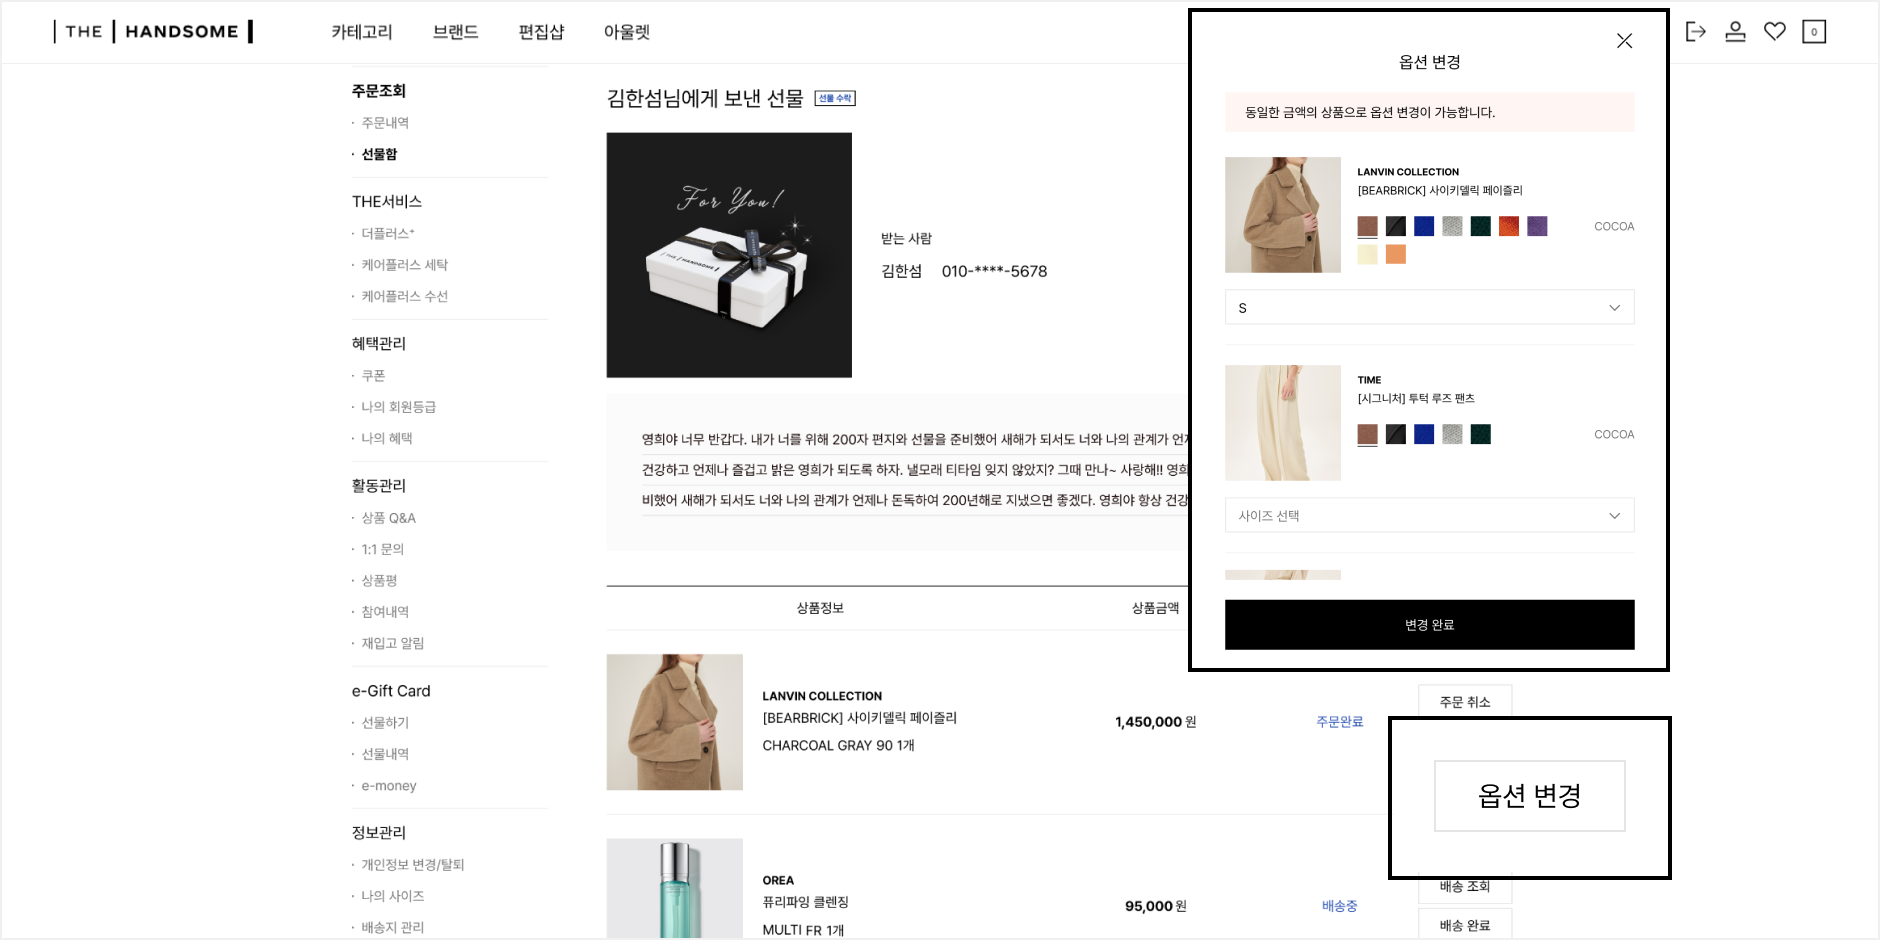 THE HANDSOME
카테고리 브랜드 편집샵 아울렛
0
주문조회
· 주문내역
· 선물함
THE서비스
· 더플러스+
· 케어플러스 세탁
· 케어플러스 수선
혜택관리
· 쿠폰
· 나의 회원등급
· 나의 혜택
활동관리
· 상품 Q&A
· 1:1 문의
· 상품평
· 참여내역
· 재입고 알림
e-Gift Card
· 선물하기
· 선물내역
· e-money
정보관리
· 개인정보 변경/탈퇴
· 나의 사이즈
· 배송지 관리
김한섬님에게 보낸 선물 선물 수락
For You!
THE HANDSOME
받는 사람
김한섬 010-****-5678
영희야 너무 반갑다. 내가 너를 위해 200자 편지와 선물을 준비했어 새해가 되서도 너와 나의 관계가
건강하고 언제나 즐겁고 밝은 영희가 되도록 하자. 낼모래 티타임 잊지 않았지? 그때 만나~ 사랑해!! 영희
비했어 새해가 되서도 너와 나의 관계가 언제나 돈독하여 200년해로 지냈으면 좋겠다. 영희야 항상 건강
상품정보 상품금액
LANVIN COLLECTION
[BEARBRICK] 사이키델릭 페이즐리
CHARCOAL GRAY 90 1개
1,450,000 원
주문완료
주문 취소
옵션 변경
OREA
퓨리파잉 클렌징
MULTI FR 1개
95,000 원
배송중
배송 조회
배송 완료
옵션 변경
동일한 금액의 상품으로 옵션 변경이 가능합니다.
LANVIN COLLECTION
[BEARBRICK] 사이키델릭 페이즐리
COCOA
S
TIME
[시그니처] 투턱 루즈 팬츠
COCOA
사이즈 선택
변경 완료